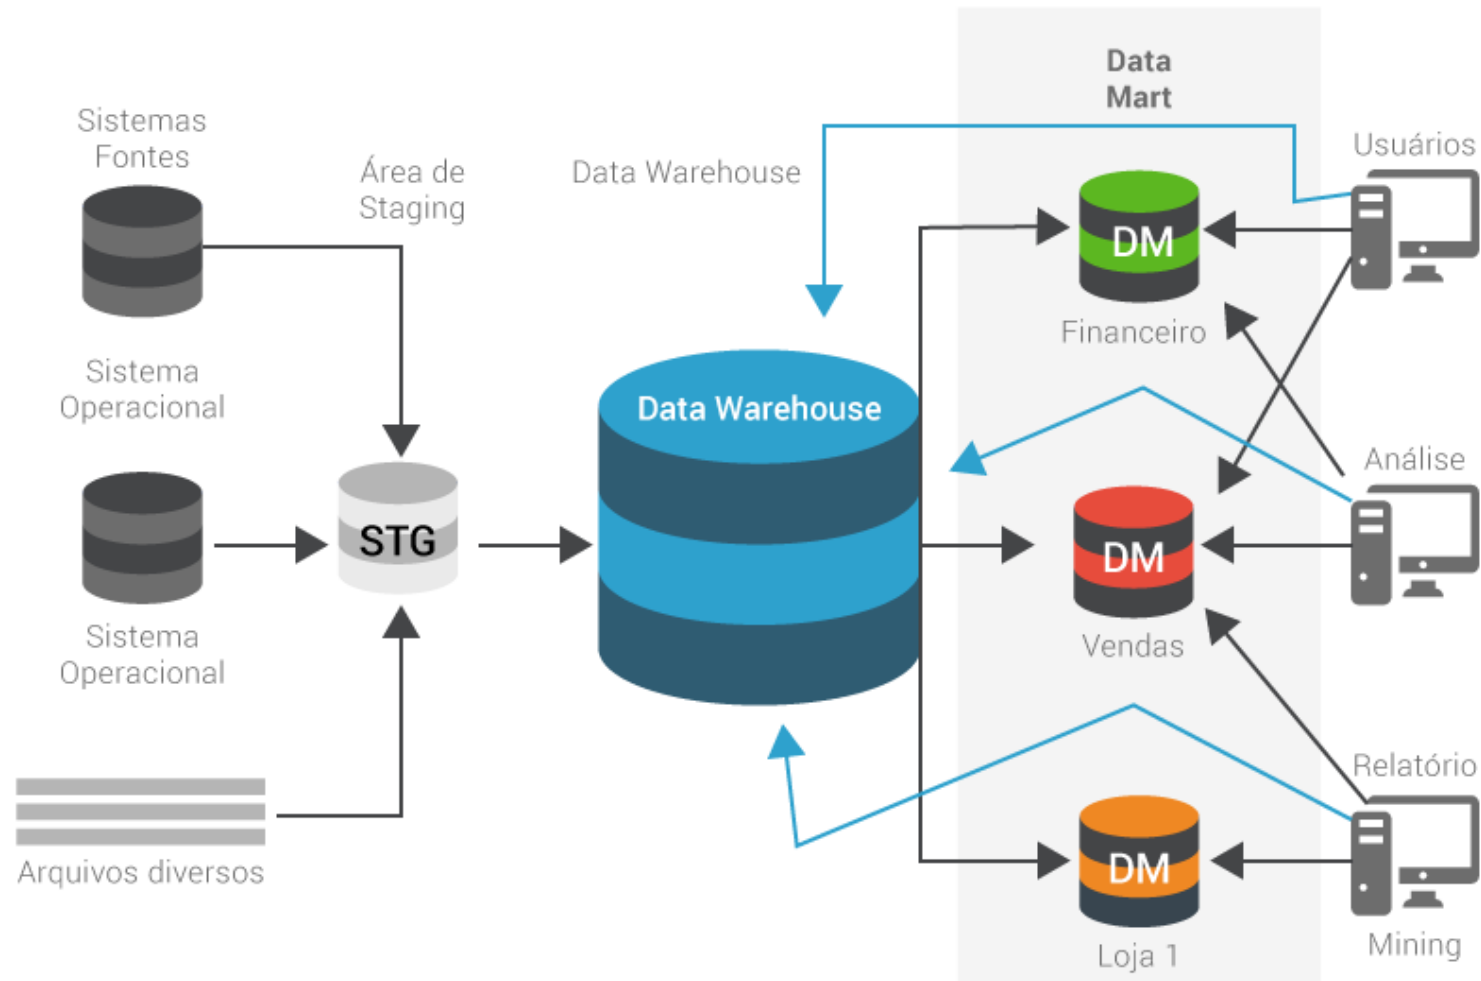 Sistemas
Fontes
Sistema
Operacional
Sistema
Operacional
Arquivos diversos
Área de
Staging
STG
Data Warehouse
Data Warehouse
Data
Mart
DM
Financeiro
DM
Vendas
DM
Loja 1
Usuários
Análise
Relatório
Mining